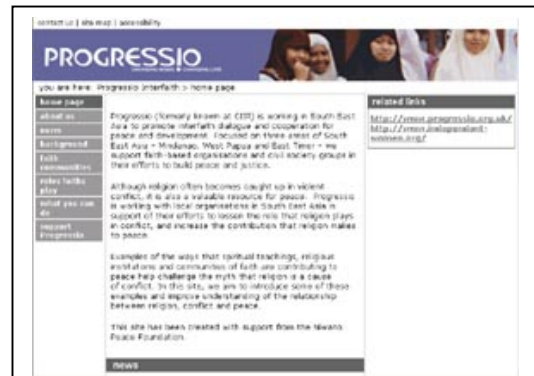 contact us | site map | accessibility
PROGRESSIO
you are here: Progressio Interfaith > home page
home page
about us
news
background
faith
communities
roles faiths
play
what you can
do
support
Progressio
Progressio (formerly known at CIIR) is working in South East
Asia to promote interfaith dialogue and cooperation for
peace and development. Focused on three areas of South
East Asia – Mindanao, West Papua and East Timor – we
support faith-based organisations and civil society groups in
their efforts to build peace and justice.
Although religion often becomes caught up in violent
conflict, it is also a valuable resource for peace. Progressio
is working with local organisations in South East Asia in
support of their efforts to lessen the role that religion plays
in conflict, and increase the contribution that religion makes
to peace.
Examples of the ways that spiritual teachings, religious
institutions and communities of faith are contributing to
peace help challenge the myth that religion is a cause
of conflict. In this site, we aim to introduce some of these
examples and improve understanding of the relationship
between religion, conflict and peace.
This site has been created with support from the Niwano
Peace Foundation.
news
related links
http://www.progressio.org.uk/
http://www.independent-
women.org/